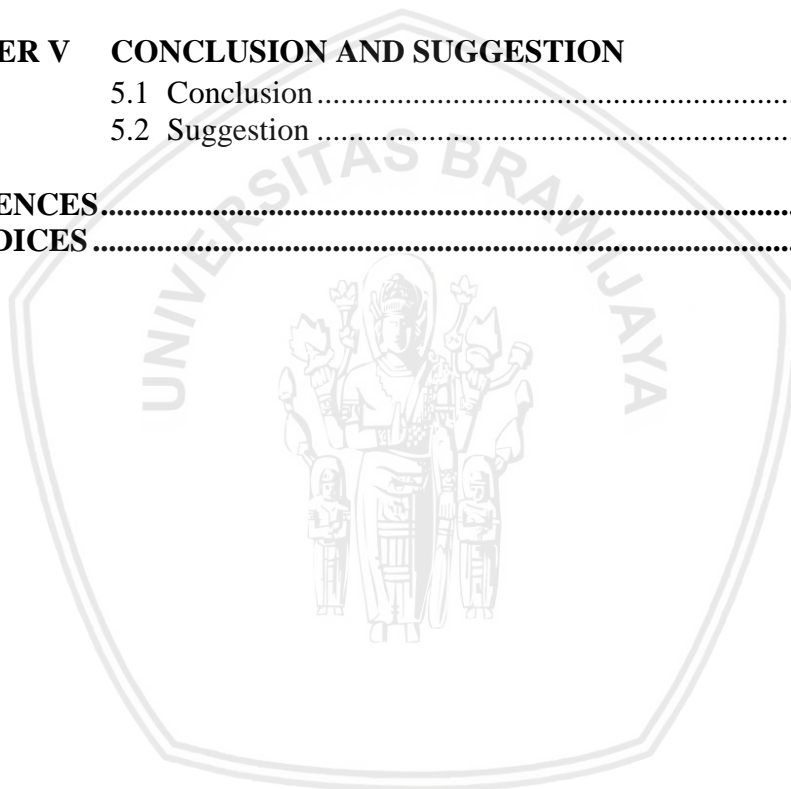 ER V CONCLUSION AND SUGGESTION
5.1 Conclusion................................................................................
5.2 Suggestion ................................................................................
ENCES................................................................................
DICES................................................................................
UNIVERSITAS BRAWIJAYA